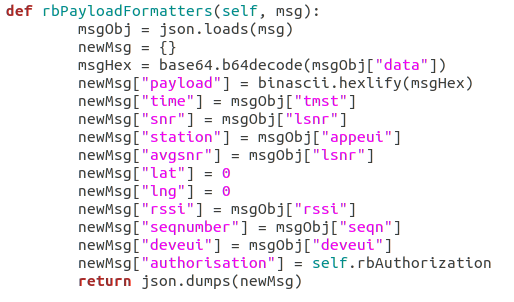 def rbPayloadFormatters(self, msg):
msgObj = json.loads(msg)
newMsg = {}
msgHex = base64.b64decode(msgObj["data"])
newMsg["payload"] = binascii.hexlify(msgHex)
newMsg["time"] = msgObj["tmst"]
newMsg["snr"] = msgObj["lsnr"]
newMsg["station"] = msgObj["appeui"]
newMsg["avgsnr"] = msgObj["lsnr"]
newMsg["lat"] = 0
newMsg["lng"] = 0
newMsg["rssi"] = msgObj["rssi"]
newMsg["seqnumber"] = msgObj["seqn"]
newMsg["deveui"] = msgObj["deveui"]
newMsg["authorisation"] = self.rbAuthorization
return json.dumps(newMsg)